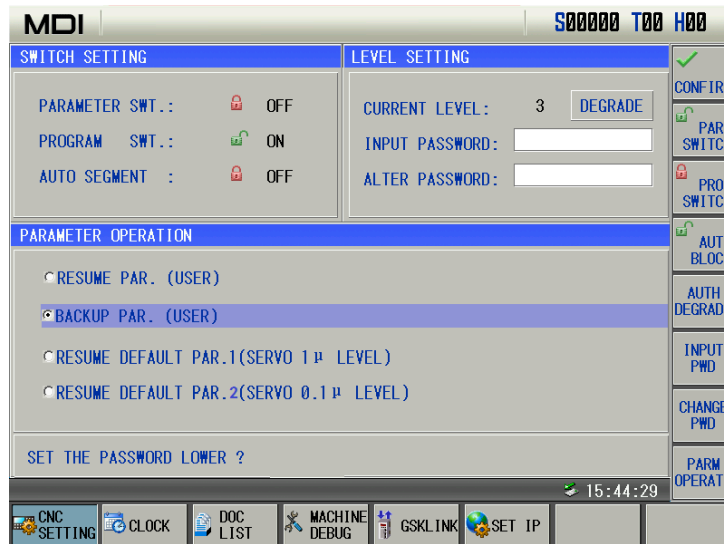 MDI
S00000 T00 H00
SWITCH SETTING
LEVEL SETTING
PARAMETER SWT.: OFF
PROGRAM SWT.: ON
AUTO SEGMENT : OFF
CURRENT LEVEL: 3 DEGRADE
INPUT PASSWORD:
ALTER PASSWORD:
PARAMETER OPERATION
RESUME PAR. (USER)
BACKUP PAR. (USER)
RESUME DEFAULT PAR.1(SERVO 1μ LEVEL)
RESUME DEFAULT PAR.2(SERVO 0.1μ LEVEL)
SET THE PASSWORD LOWER ?
15:44:29
CONFIR
PAR
SWITC
PRO
SWITC
AUT
BLOC
AUTH
DEGRAD
INPUT
PWD
CHANGE
PWD
PARM
OPERAT
CNC
SETTING
CLOCK
DOC
LIST
MACHINE
DEBUG
GSKLINK
SET IP